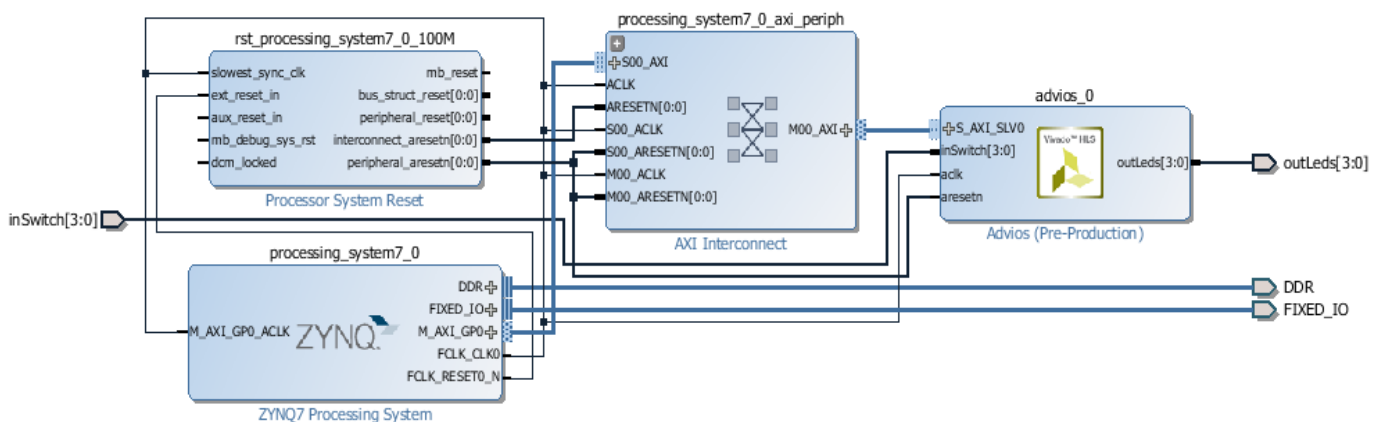 processing_system7_0_axi_periph
rst_processing_system7_0_100M
slowest_sync_clk
ext_reset_in
aux_reset_in
mb_debug_sys_rst
dcm_locked
mb_reset
bus_struct_reset[0:0]
peripheral_reset[0:0]
interconnect_aresetn[0:0]
peripheral_aresetn[0:0]
Processor System Reset
S00_AXI
ACLK
ARESETN[0:0]
S00_ACLK
S00_ARESETN[0:0]
M00_ACLK
M00_ARESETN[0:0]
M00_AXI
AXI Interconnect
advios_0
S_AXI_SLV0
inSwitch[3:0]
aclk
aresetn
Vivado™ HLS
outLeds[3:0]
Advios (Pre-Production)
outLeds[3:0]
inSwitch[3:0]
processing_system7_0
M_AXI_GP0_ACLK
ZYNQ
DDR
FIXED_IO
M_AXI_GP0
FCLK_CLK0
FCLK_RESET0_N
ZYNQ7 Processing System
DDR
FIXED_IO